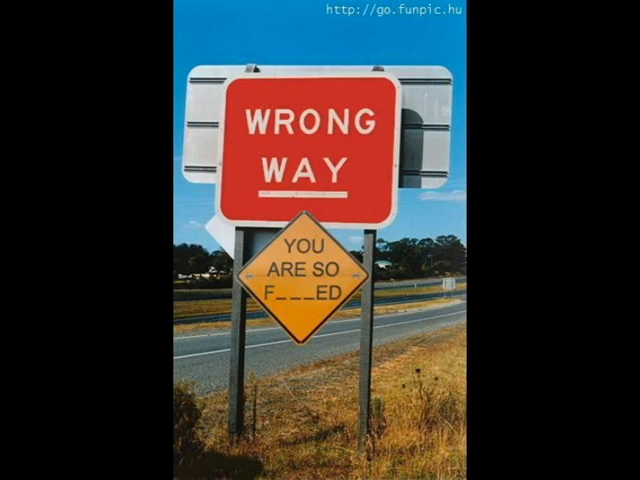 http://go.funpic.hu
WRONG
WAY
YOU
ARE SO
F___ED